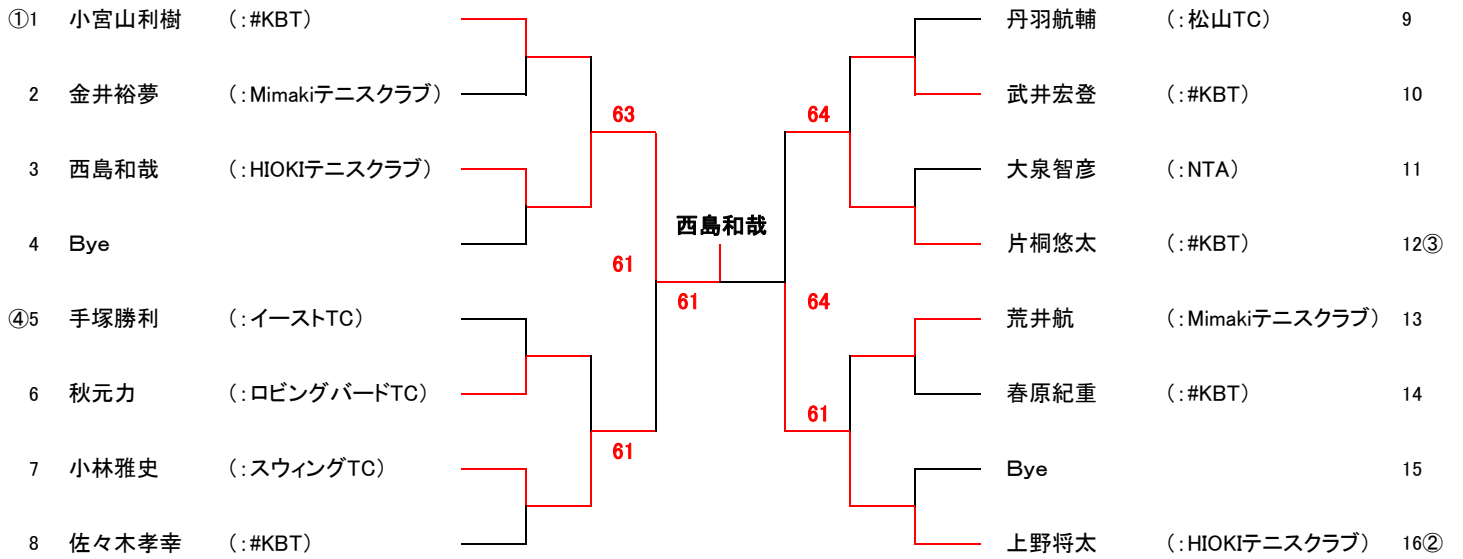 ①1 小宮山利樹 (:#KBT)
2 金井裕夢 (:Mimakiテニスクラブ)
63
3 西島和哉 (:HIOKIテニスクラブ)
4 Bye
61
④5 手塚勝利 (:イーストTC)
6 秋元力 (:ロビングバードTC)
61
7 小林雅史 (:スウィングTC)
8 佐々木孝幸 (:#KBT)
西島和哉
61
丹羽航輔 (:松山TC) 9
64
武井宏登 (:#KBT) 10
大泉智彦 (:NTA) 11
片桐悠太 (:#KBT) 12③
64
荒井航 (:Mimakiテニスクラブ) 13
春原紀重 (:#KBT) 14
61
Bye 15
上野将太 (:HIOKIテニスクラブ) 16②